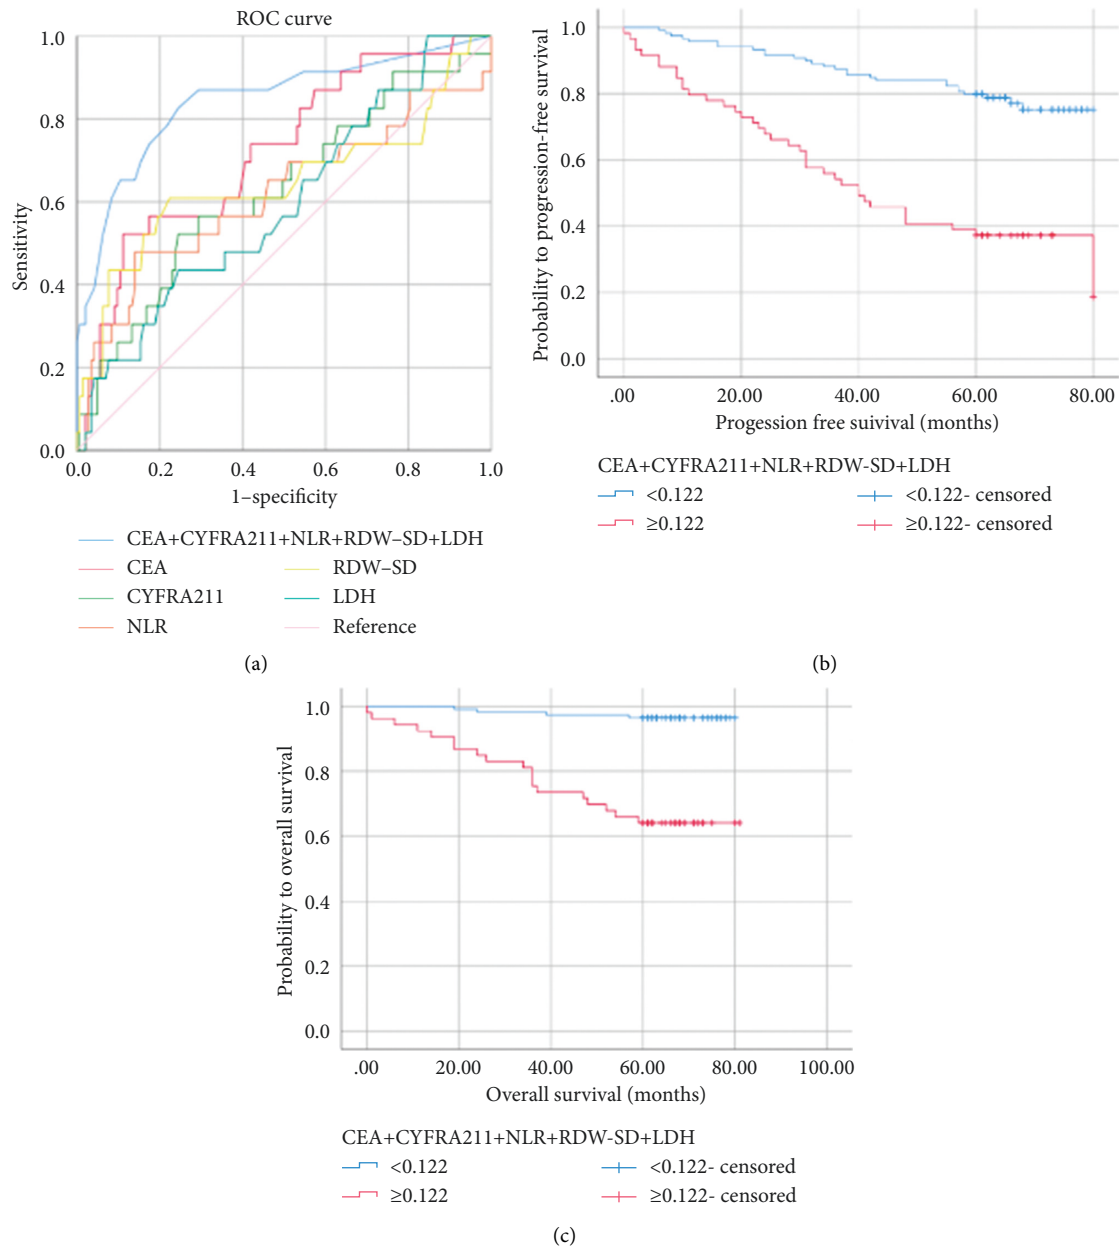 ROC curve
1.0
0.8
0.6
0.4
0.2
0.0
Sensitivity
0.0 0.2 0.4 0.6 0.8 1.0
1–specificity
CEA+CYFRA211+NLR+RDW–SD+LDH
CEA RDW–SD
CYFRA211 LDH
NLR Reference
(a)
1.0
0.8
0.6
0.4
0.2
0.0
Probability to progression-free survival
.00 20.00 40.00 60.00 80.00
Progession free suivival (months)
CEA+CYFRA211+NLR+RDW-SD+LDH
<0.122 <0.122- censored
≥0.122 ≥0.122- censored
(b)
1.0
0.8
0.6
0.4
0.2
0.0
Probability to overall survival
.00 20.00 40.00 60.00 80.00 100.00
Overall survival (months)
CEA+CYFRA211+NLR+RDW-SD+LDH
<0.122 <0.122- censored
≥0.122 ≥0.122- censored
(c)